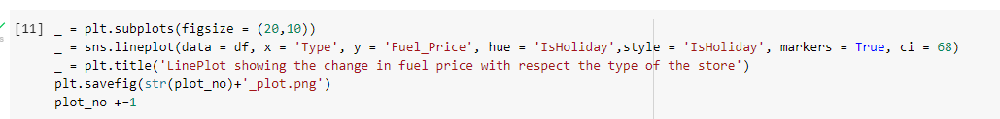 [11] _ = plt.subplots(figsize = (20,10))
_ = sns.lineplot(data = df, x = 'Type', y = 'Fuel_Price', hue = 'IsHoliday',style = 'IsHoliday', markers = True, ci = 68)
_ = plt.title('LinePlot showing the change in fuel price with respect the type of the store')
plt.savefig(str(plot_no)+'_plot.png')
plot_no +=1